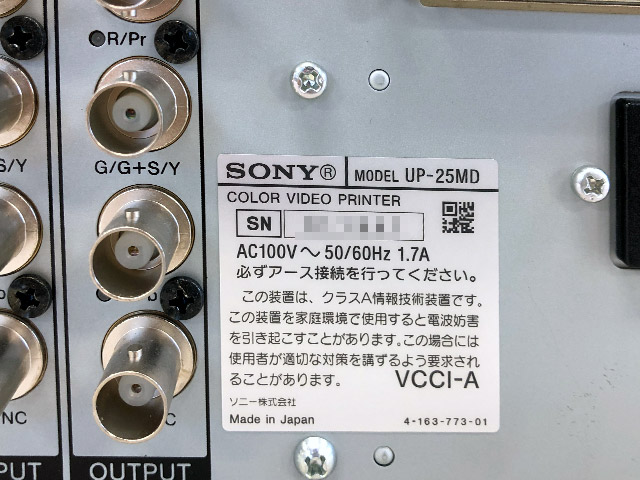 R/Pr
S/Y
G/G+S/Y
SONY® MODEL UP-25MD
COLOR VIDEO PRINTER
SN
AC100V～50/60Hz 1.7A
必ずアース接続を行ってください。
この装置は、クラスA情報技術装置です。
この装置を家庭環境で使用すると電波妨害
を引き起こすことがあります。この場合には
使用者が適切な対策を講ずるよう要求され
ることがあります。 VCCI-A
ソニー株式会社
Made in Japan 4-163-773-01
NC
PUT
OUTPUT